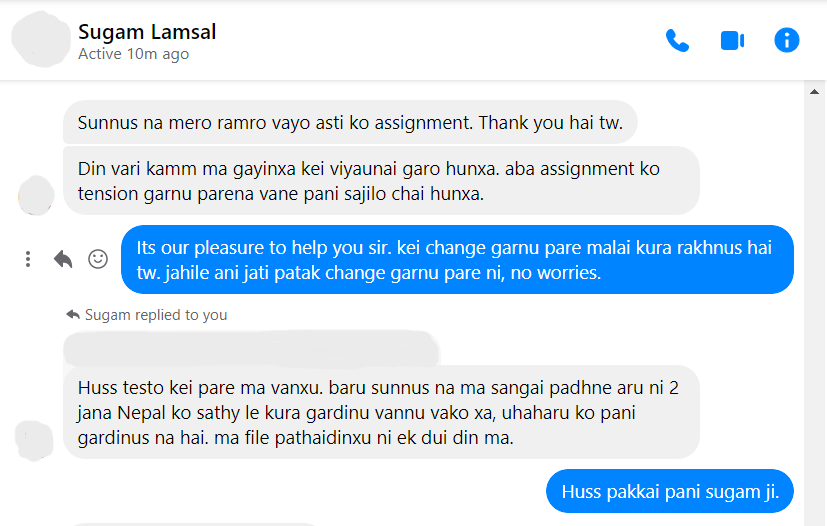 Sugam Lamsal
Active 10m ago
Sunnus na mero ramro vayo asti ko assignment. Thank you hai tw.
Din vari kamm ma gayinxa kei viyaunai garo hunxa. aba assignment ko
tension garnu parena vane pani sajilo chai hunxa.
Its our pleasure to help you sir. kei change garnu pare malai kura rakhnus hai
tw. jahile ani jati patak change garnu pare ni, no worries.
Sugam replied to you
Huss testo kei pare ma vanxu. baru sunnus na ma sangai padhne aru ni 2
jana Nepal ko sathy le kura gardinu vannu vako xa, uhaharu ko pani
gardinus na hai. ma file pathaidinxu ni ek dui din ma.
Huss pakkai pani sugam ji.